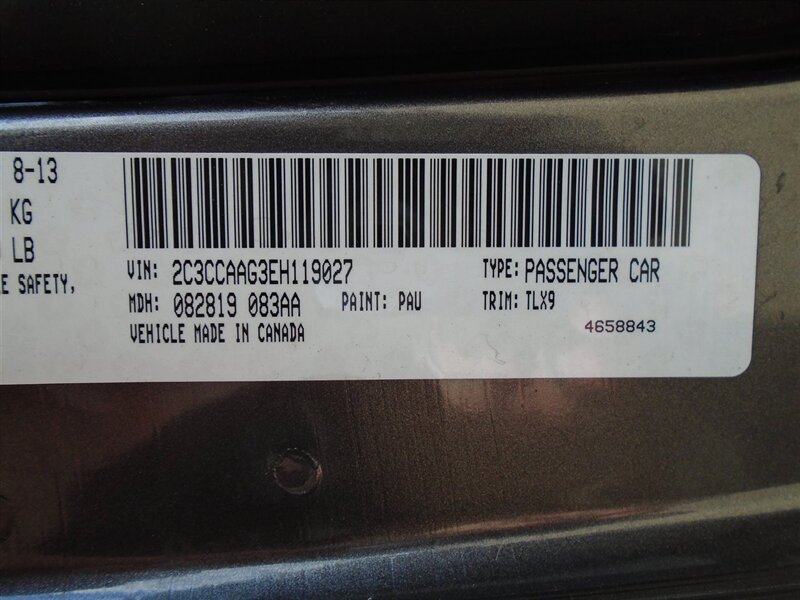 8-13
KG
LB
SAFETY,
VIN: 2C3CCAAG3EH119027 TYPE: PASSENGER CAR
MDH: 082819 083AA PAINT: PAU TRIM: TLX9
VEHICLE MADE IN CANADA 4658843